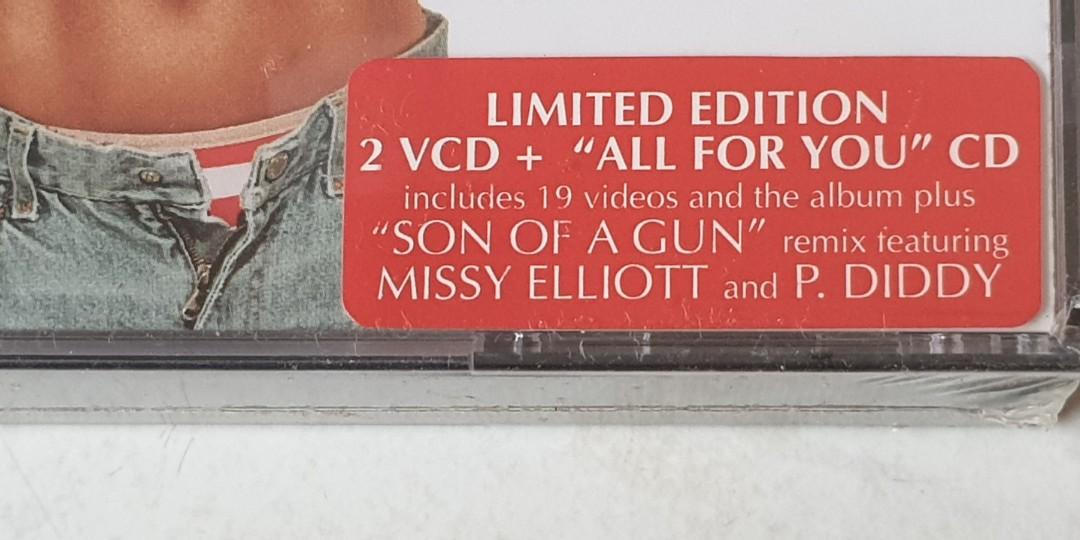 LIMITED EDITION
2 VCD + “ALL FOR YOU” CD
includes 19 videos and the album plus
“SON OF A GUN” remix featuring
MISSY ELLIOTT and P. DIDDY